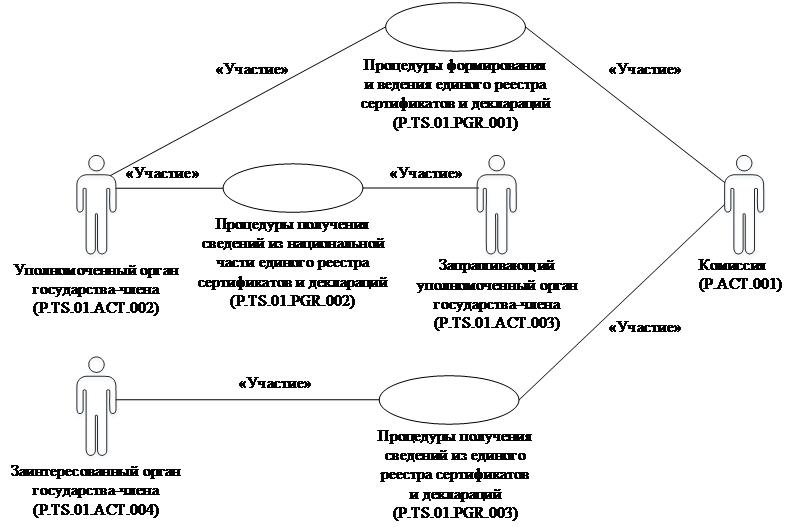 «Участие»
«Участие»
Процедуры формирования
и ведения единого реестра
сертификатов и деклараций
(P.TS.01.PGR.001)
«Участие»
«Участие»
Процедуры получения
сведений из национальной
части единого реестра
сертификатов и деклараций
(P.TS.01.PGR.002)
Уполномоченный орган
государства-члена
(P.TS.01.ACT.002)
Запрашивающий
уполномоченный орган
государства-члена
(P.TS.01.ACT.003)
Комиссия
(P.ACT.001)
«Участие»
«Участие»
Процедуры получения
сведений из единого
реестра сертификатов
и деклараций
(P.TS.01.PGR.003)
Заинтересованный орган
государства-члена
(P.TS.01.ACT.004)